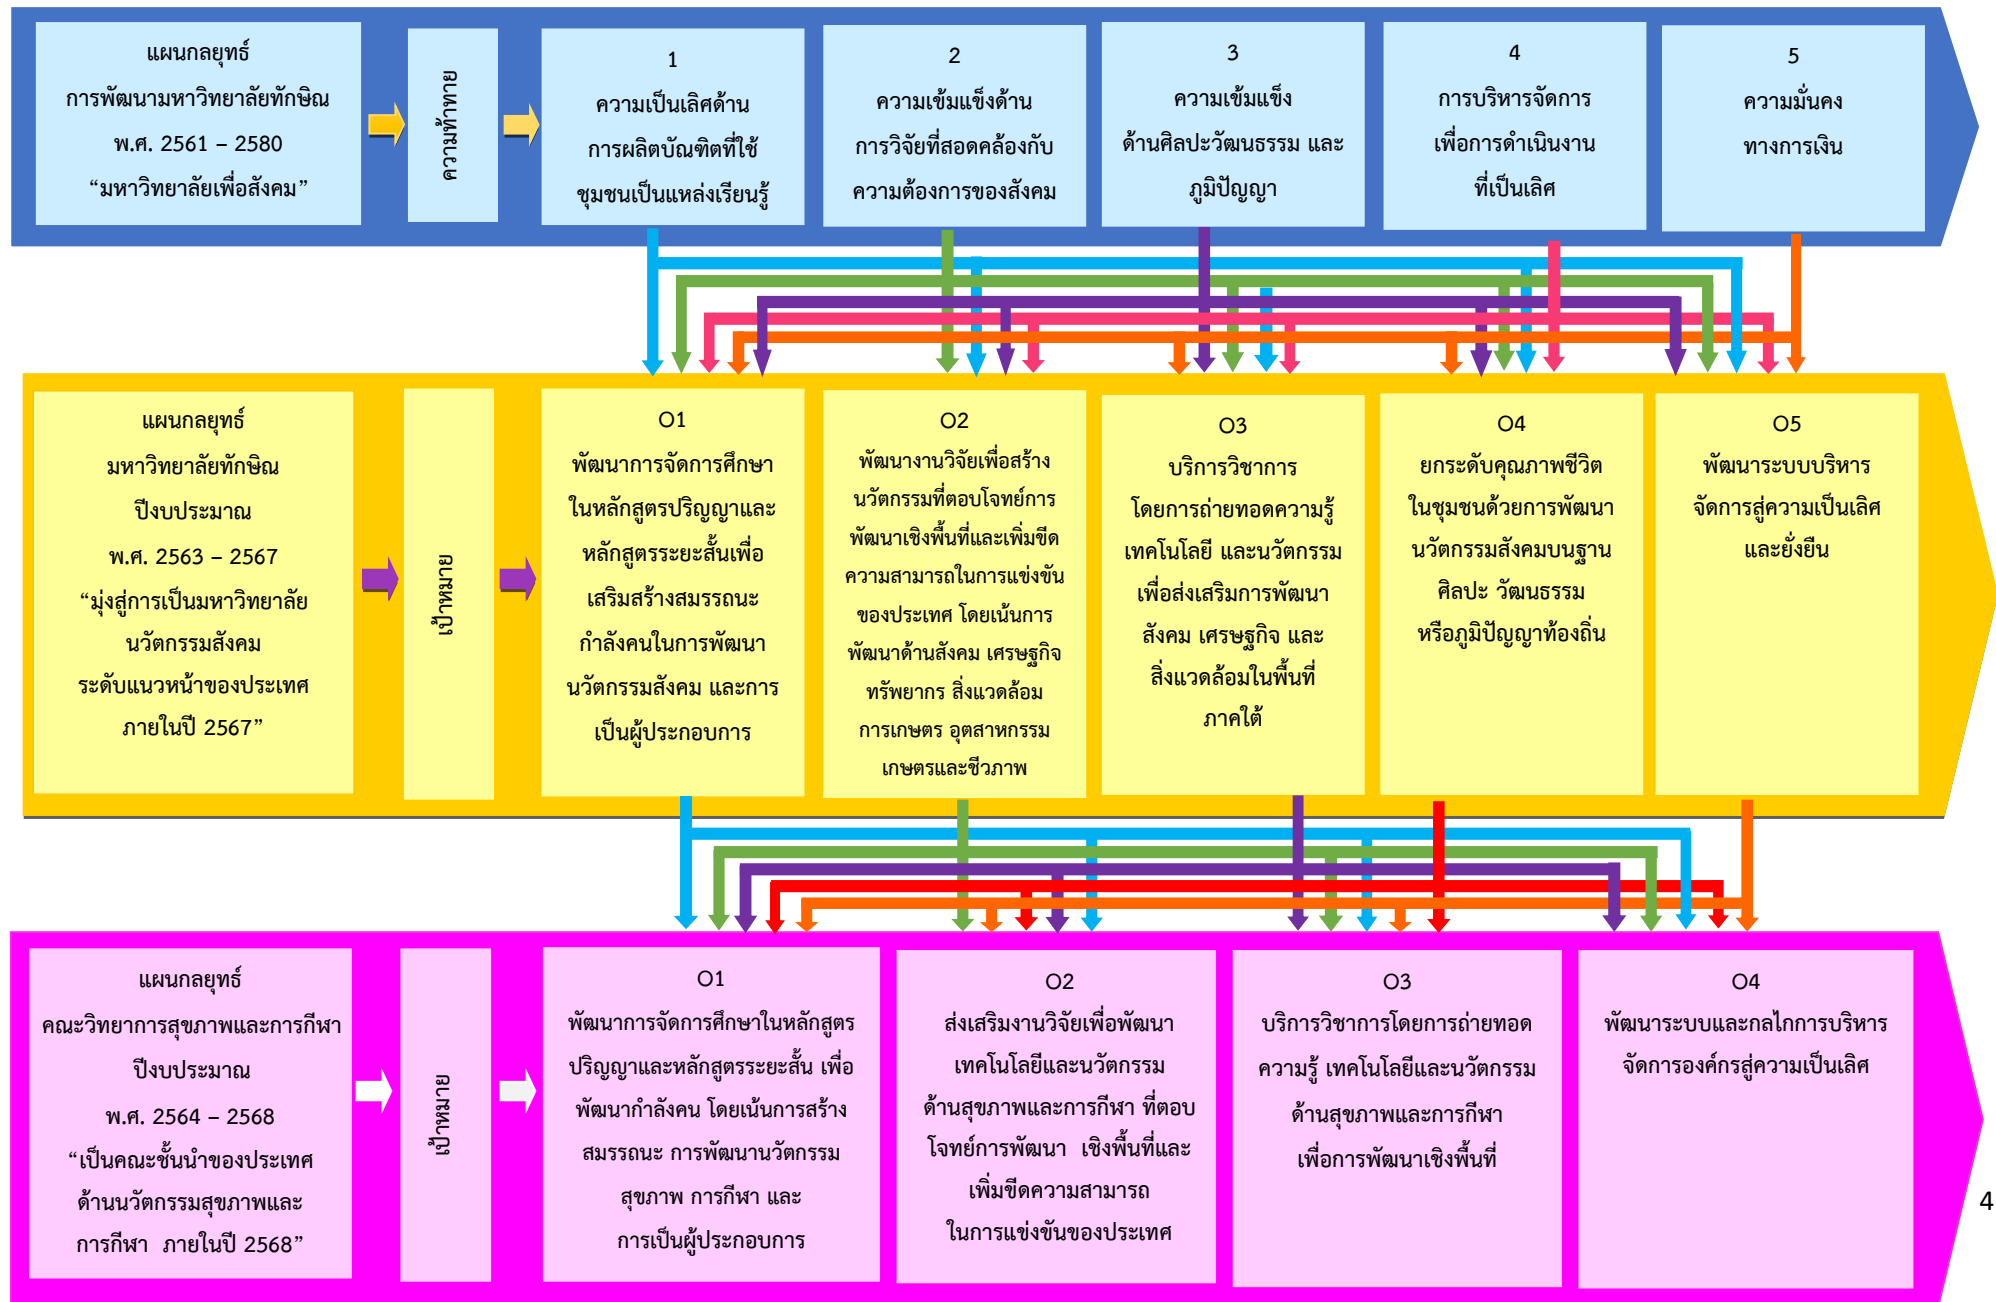 แผนกลยุทธ์
การพัฒนามหาวิทยาลัยทักษิณ
พ.ศ. 2561 – 2580
“มหาวิทยาลัยเพื่อสังคม”
ความท้าทาย
1
ความเป็นเลิศด้าน
การผลิตบัณฑิตที่ใช้
ชุมชนเป็นแหล่งเรียนรู้
2
ความเข้มแข็งด้าน
การวิจัยที่สอดคล้องกับ
ความต้องการของสังคม
3
ความเข้มแข็ง
ด้านศิลปะวัฒนธรรม และ
ภูมิปัญญา
4
การบริหารจัดการ
เพื่อการดำเนินงาน
ที่เป็นเลิศ
5
ความมั่นคง
ทางการเงิน
แผนกลยุทธ์
มหาวิทยาลัยทักษิณ
ปีงบประมาณ
พ.ศ. 2563 – 2567
“มุ่งสู่การเป็นมหาวิทยาลัย
นวัตกรรมสังคม
ระดับแนวหน้าของประเทศ
ภายในปี 2567”
เป้าหมาย
O1
พัฒนาการจัดการศึกษา
ในหลักสูตรปริญญาและ
หลักสูตรระยะสั้นเพื่อ
เสริมสร้างสมรรถนะ
กำลังคนในการพัฒนา
นวัตกรรมสังคม และการ
เป็นผู้ประกอบการ
O2
พัฒนางานวิจัยเพื่อสร้าง
นวัตกรรมที่ตอบโจทย์การ
พัฒนาเชิงพื้นที่และเพิ่มขีด
ความสามารถในการแข่งขัน
ของประเทศ โดยเน้นการ
พัฒนาด้านสังคม เศรษฐกิจ
ทรัพยากร สิ่งแวดล้อม
การเกษตร อุตสาหกรรม
เกษตรและชีวภาพ
O3
บริการวิชาการ
โดยการถ่ายทอดความรู้
เทคโนโลยี และนวัตกรรม
เพื่อส่งเสริมการพัฒนา
สังคม เศรษฐกิจ และ
สิ่งแวดล้อมในพื้นที่
ภาคใต้
O4
ยกระดับคุณภาพชีวิต
ในชุมชนด้วยการพัฒนา
นวัตกรรมสังคมบนฐาน
ศิลปะ วัฒนธรรม
หรือภูมิปัญญาท้องถิ่น
O5
พัฒนาระบบบริหาร
จัดการสู่ความเป็นเลิศ
และยั่งยืน
แผนกลยุทธ์
คณะวิทยาการสุขภาพและการกีฬา
ปีงบประมาณ
พ.ศ. 2564 – 2568
“เป็นคณะชั้นนำของประเทศ
ด้านนวัตกรรมสุขภาพและ
การกีฬา ภายในปี 2568”
เป้าหมาย
O1
พัฒนาการจัดการศึกษาในหลักสูตร
ปริญญาและหลักสูตรระยะสั้น เพื่อ
พัฒนากำลังคน โดยเน้นการสร้าง
สมรรถนะ การพัฒนานวัตกรรม
สุขภาพ การกีฬา และ
การเป็นผู้ประกอบการ
O2
ส่งเสริมงานวิจัยเพื่อพัฒนา
เทคโนโลยีและนวัตกรรม
ด้านสุขภาพและการกีฬา ที่ตอบ
โจทย์การพัฒนา เชิงพื้นที่และ
เพิ่มขีดความสามารถ
ในการแข่งขันของประเทศ
O3
บริการวิชาการโดยการถ่ายทอด
ความรู้ เทคโนโลยีและนวัตกรรม
ด้านสุขภาพและการกีฬา
เพื่อการพัฒนาเชิงพื้นที่
O4
พัฒนาระบบและกลไกการบริหาร
จัดการองค์กรสู่ความเป็นเลิศ
4